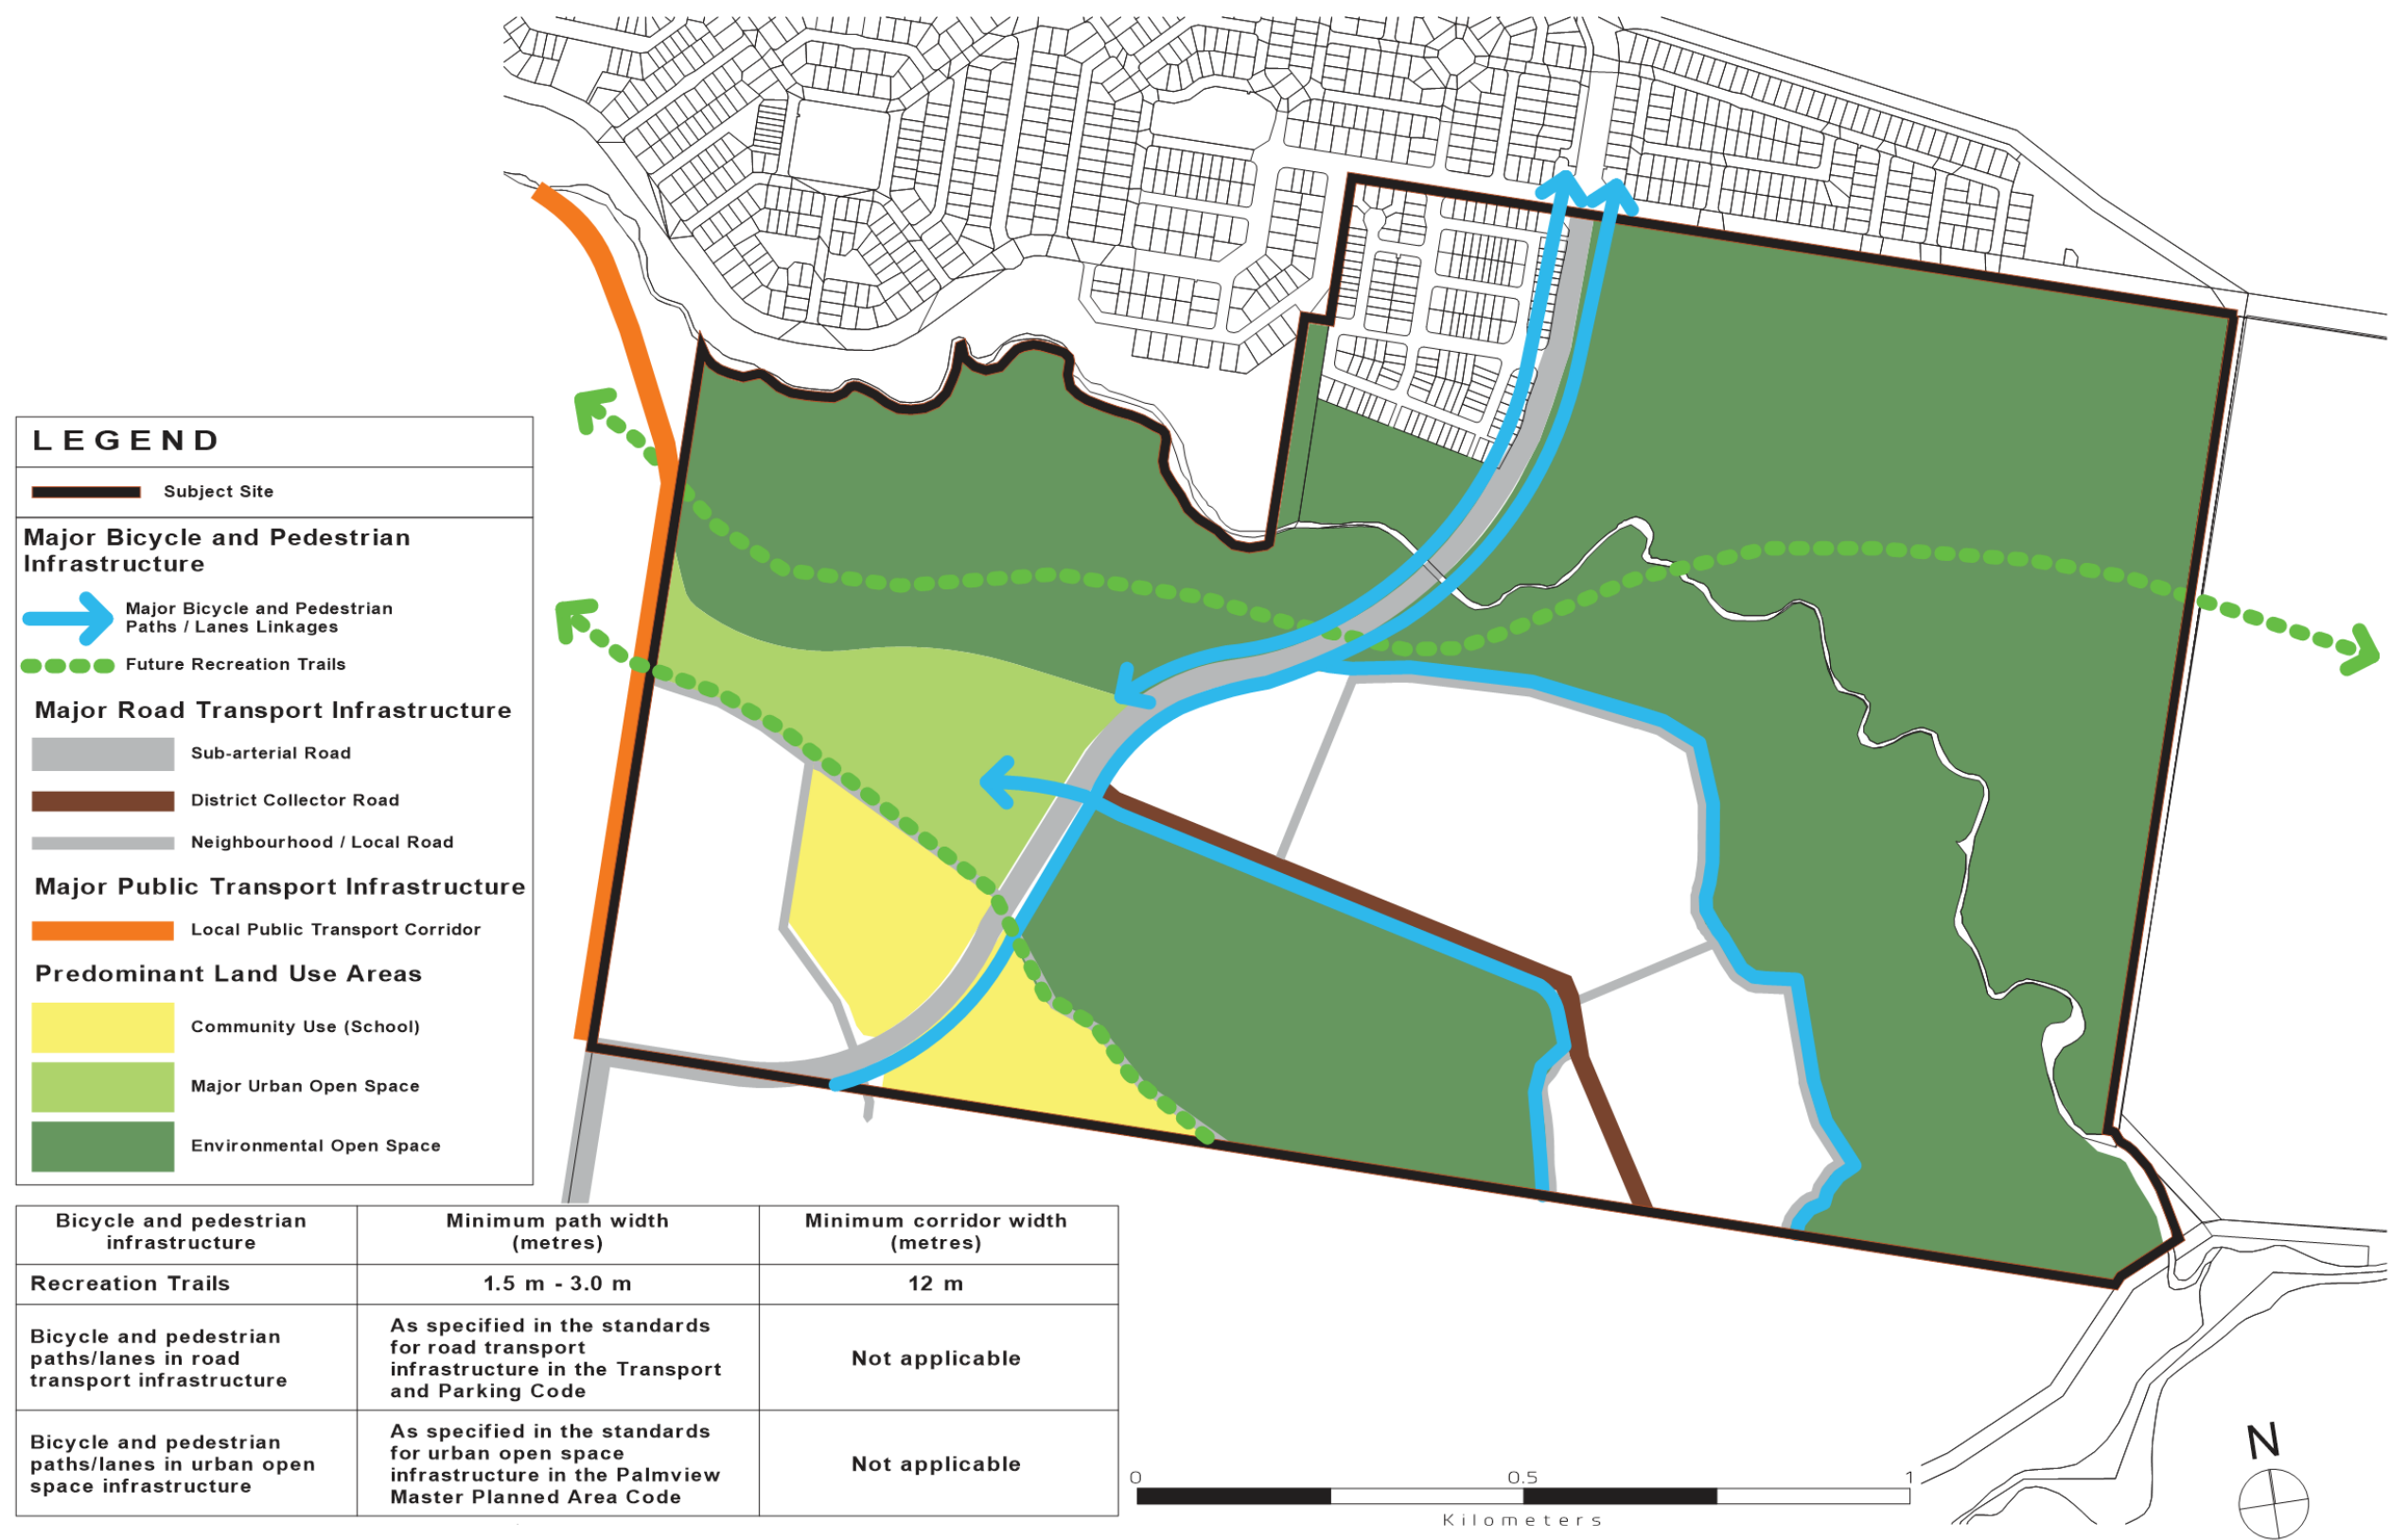 LEGEND
Subject Site
Major Bicycle and Pedestrian
Infrastructure
Major Bicycle and Pedestrian
Paths / Lanes Linkages
Future Recreation Trails
Major Road Transport Infrastructure
Sub-arterial Road
District Collector Road
Neighbourhood / Local Road
Major Public Transport Infrastructure
Local Public Transport Corridor
Predominant Land Use Areas
Community Use (School)
Major Urban Open Space
Environmental Open Space
Bicycle and pedestrian
infrastructure
Minimum path width
(metres)
Minimum corridor width
(metres)
Recreation Trails
1.5 m - 3.0 m
12 m
Bicycle and pedestrian
paths/lanes in road
transport infrastructure
As specified in the standards
for road transport
infrastructure in the Transport
and Parking Code
Not applicable
Bicycle and pedestrian
paths/lanes in urban open
space infrastructure
As specified in the standards
for urban open space
infrastructure in the Palmview
Master Planned Area Code
Not applicable
0 0.5 1
Kilometers
N